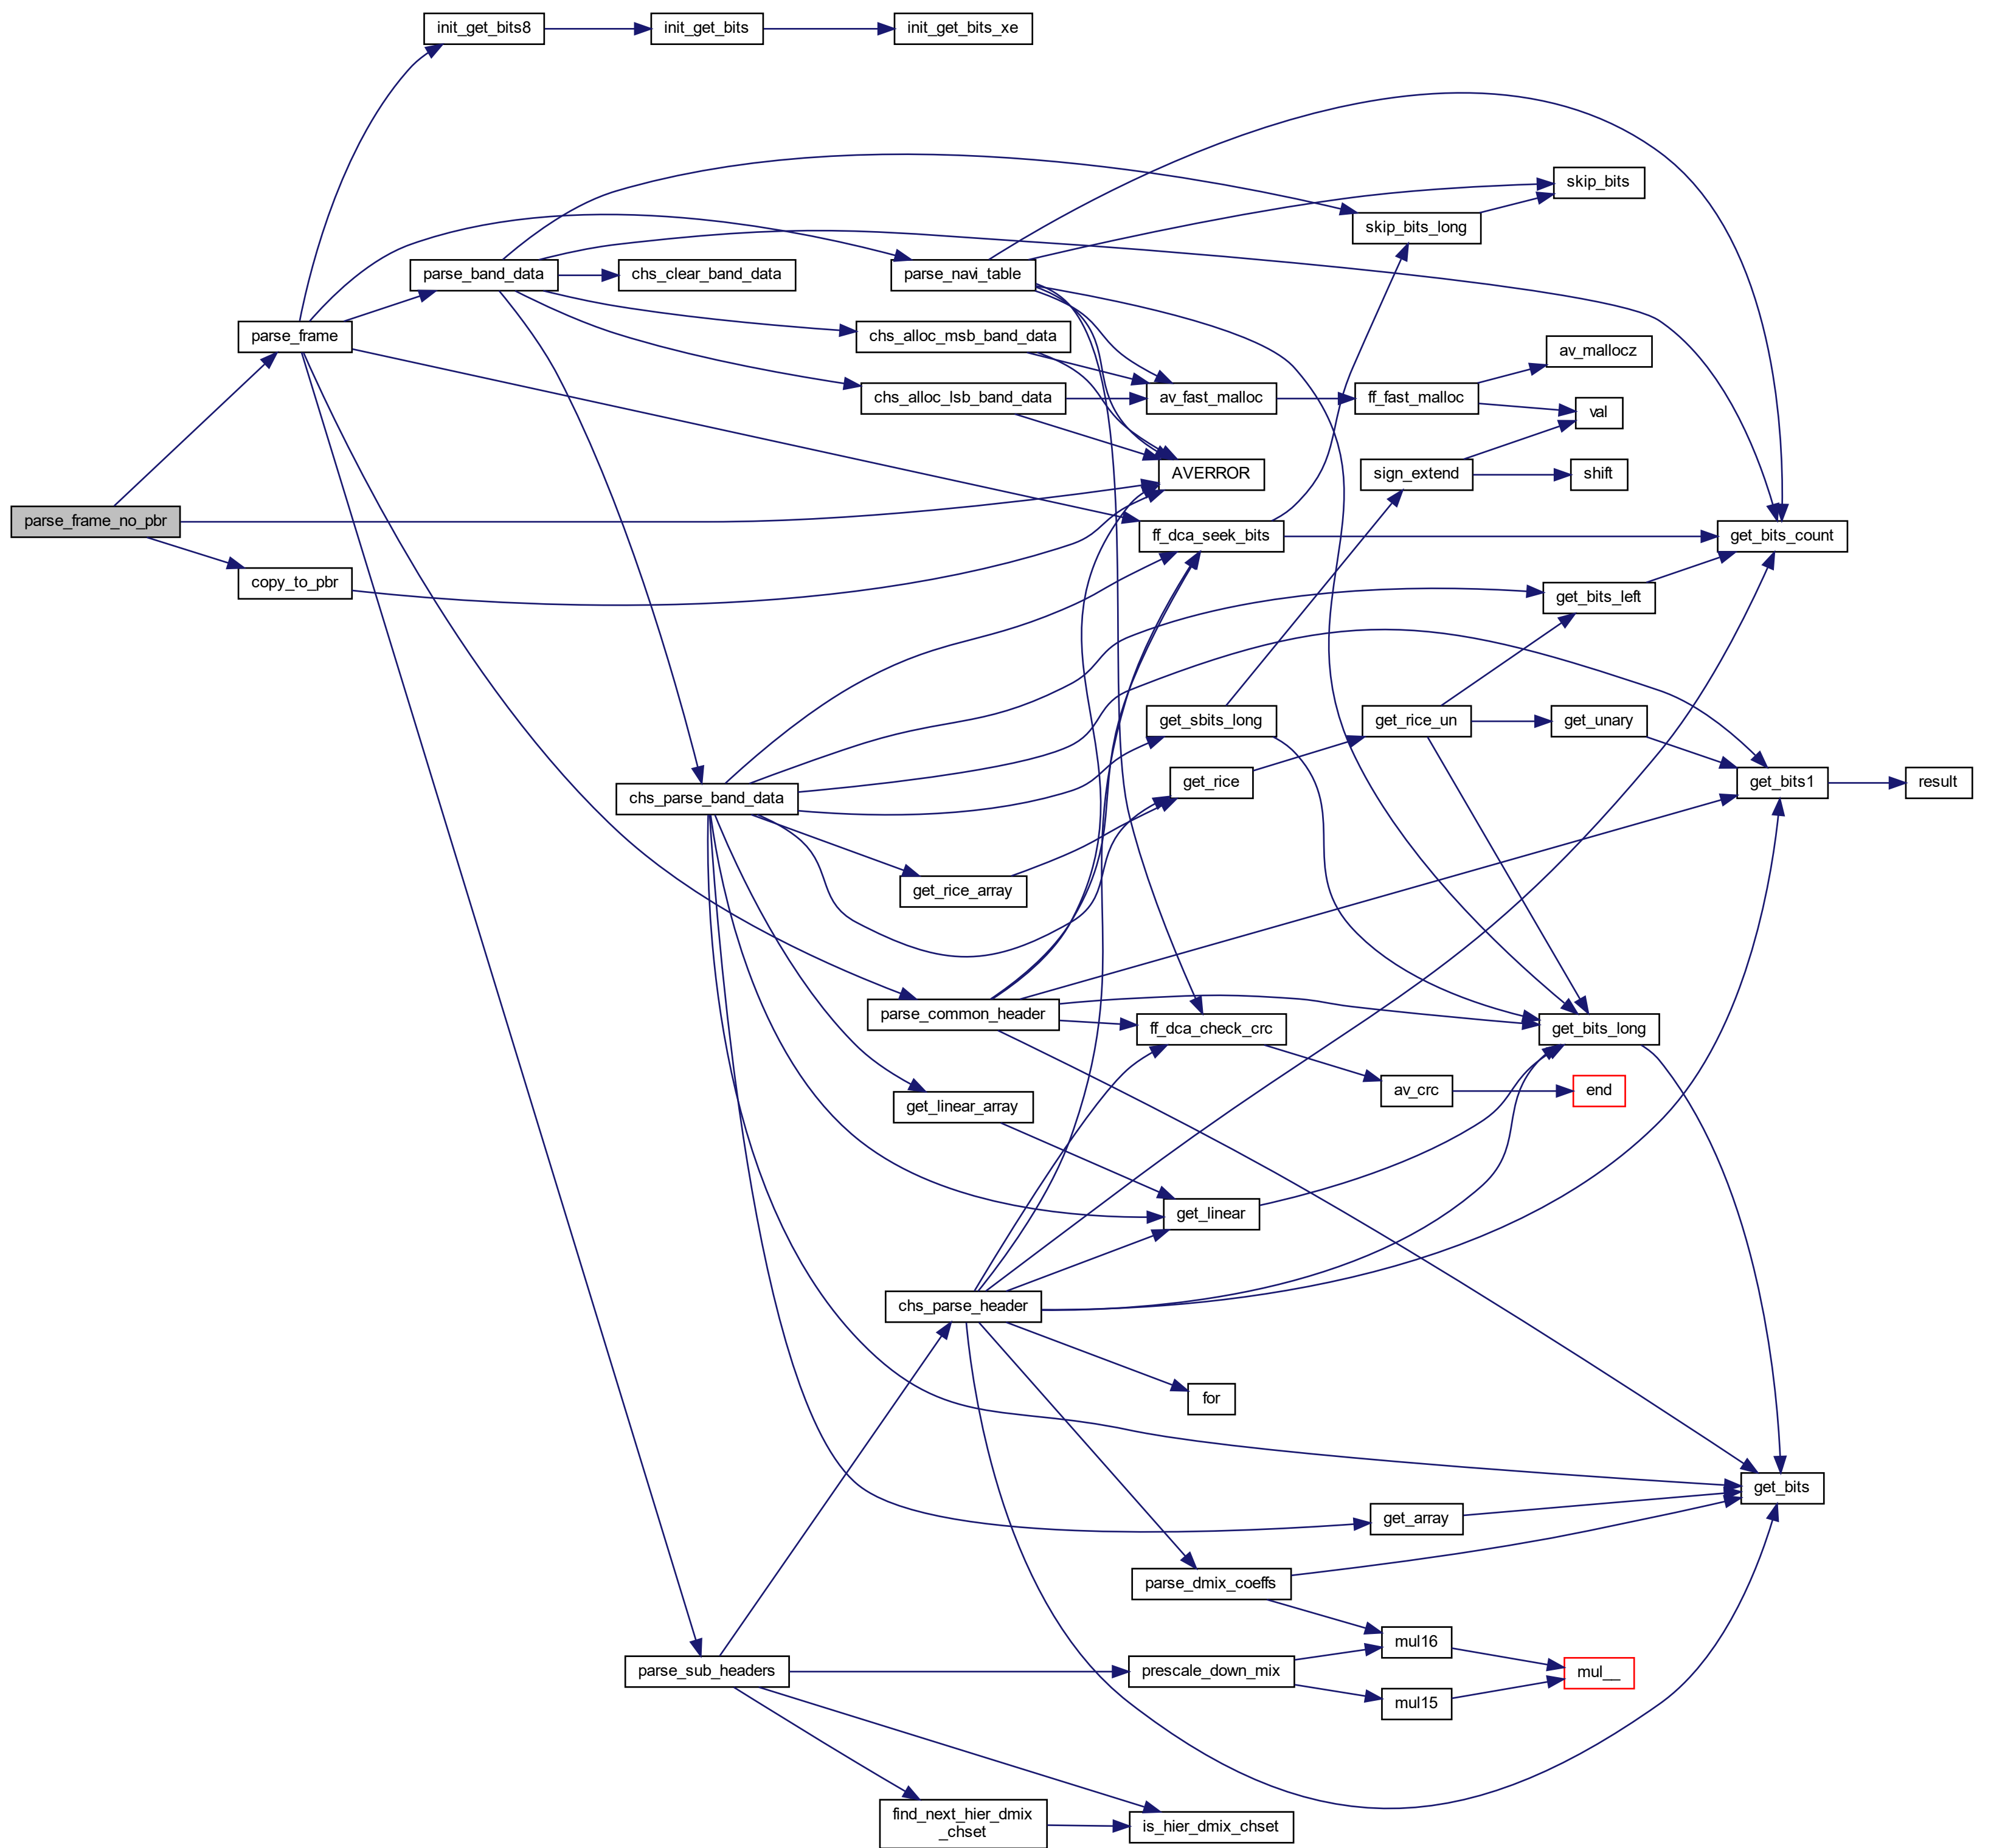 init_get_bits8
init_get_bits
init_get_bits_xe
skip_bits
skip_bits_long
parse_band_data
chs_clear_band_data
parse_navi_table
parse_frame
chs_alloc_msb_band_data
av_mallocz
chs_alloc_lsb_band_data
av_fast_malloc
ff_fast_malloc
val
AVERROR
sign_extend
shift
parse_frame_no_pbr
ff_dca_seek_bits
get_bits_count
copy_to_pbr
get_bits_left
get_sbits_long
get_rice_un
get_unary
chs_parse_band_data
get_rice
get_bits1
result
get_rice_array
parse_common_header
ff_dca_check_crc
get_bits_long
av_crc
end
get_linear_array
get_linear
chs_parse_header
for
get_bits
get_array
parse_dmix_coeffs
mul16
parse_sub_headers
prescale_down_mix
mul__
mul15
find_next_hier_dmix
_chset
is_hier_dmix_chset